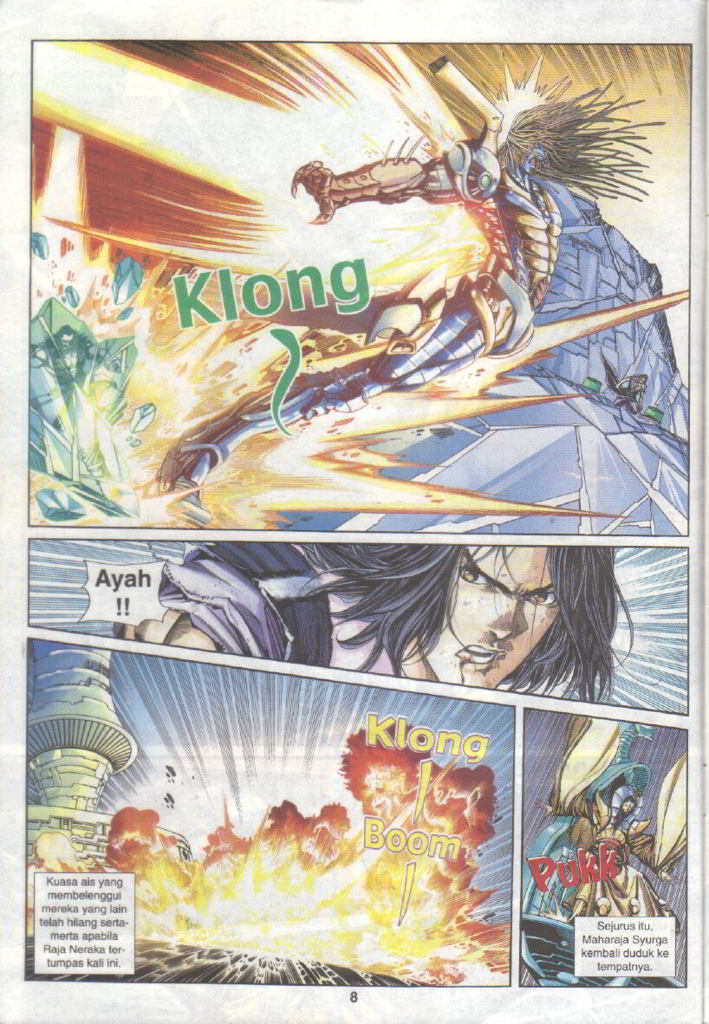 Klong
Ayah
!!
Klong
Boom
Kuasa ais yang
membelenggui
mereka yang lain
telah hilang serta-
merta apabila
Raja Neraka ter-
tumpas kali ini.
Pukk
Sejurus itu,
Maharaja Syurga
kembali duduk ke
tempatnya.
8